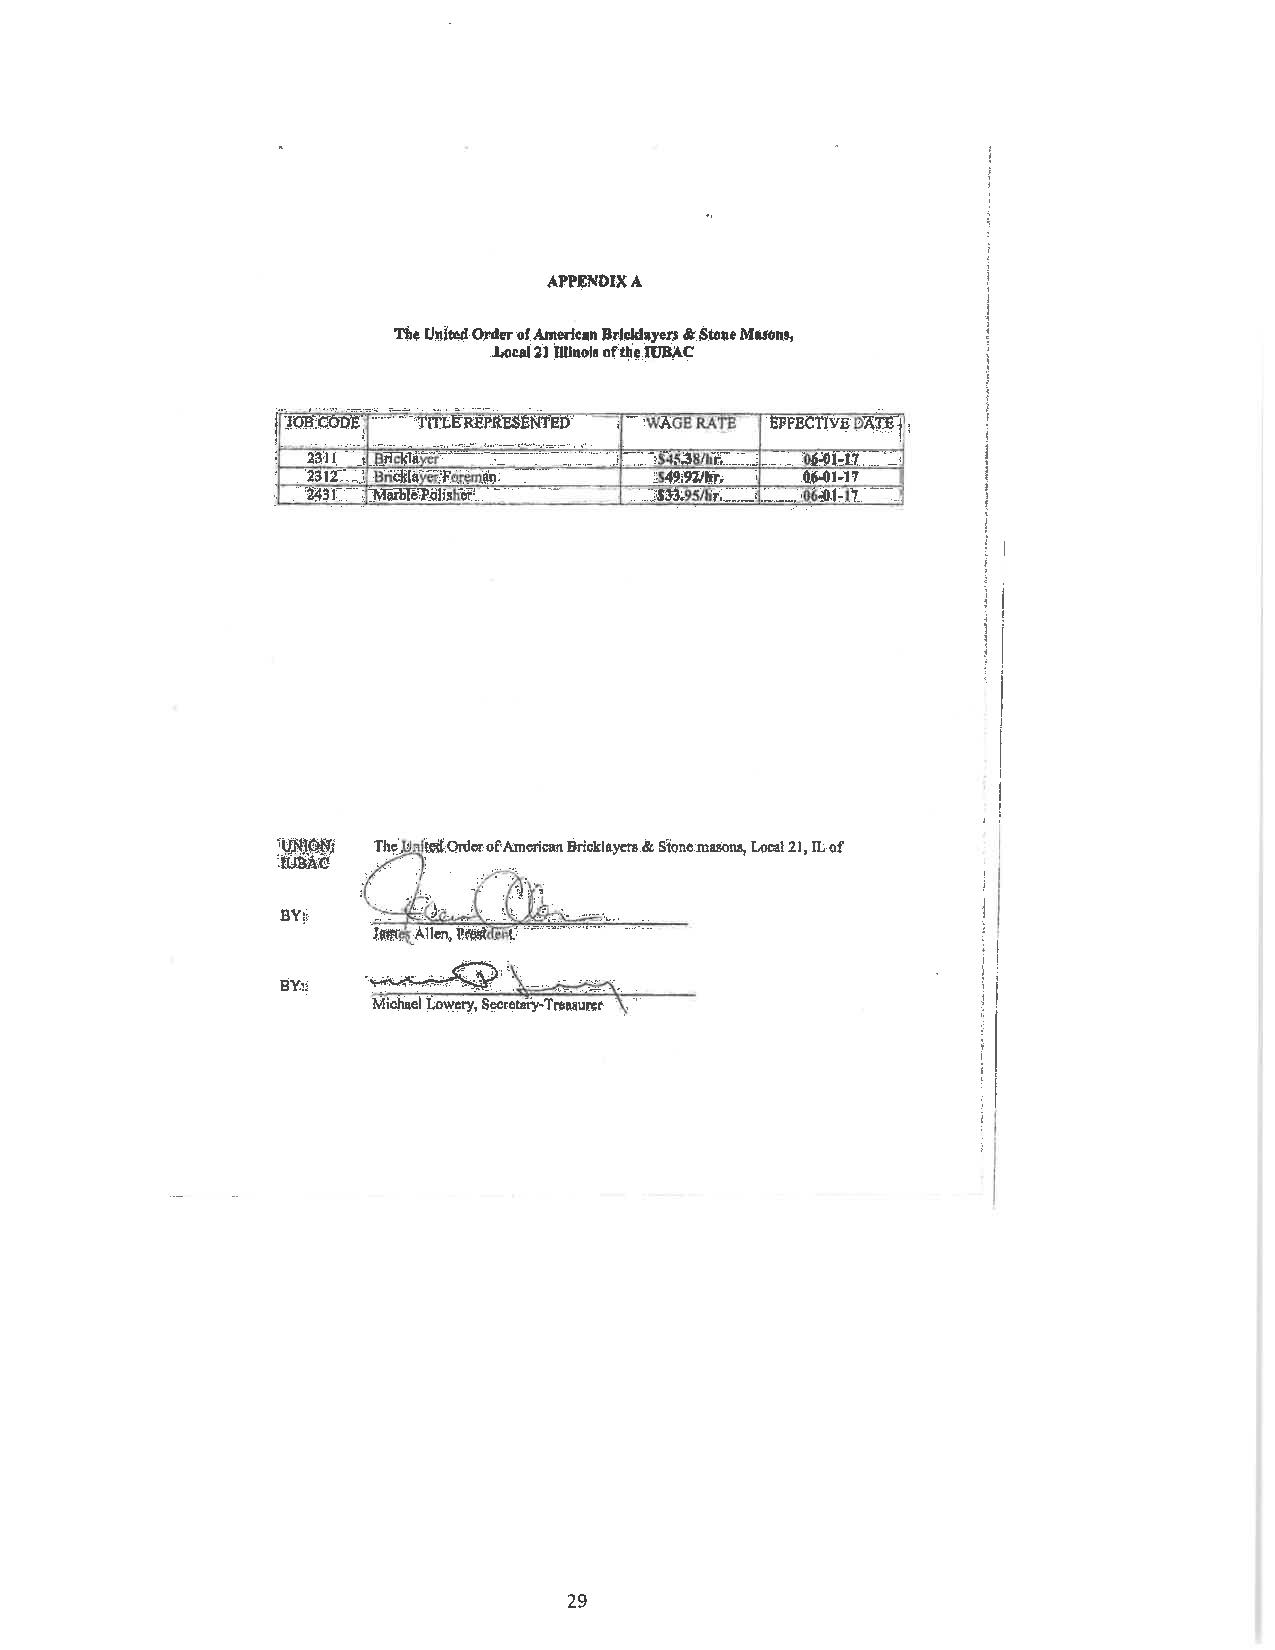 APPENDIX A
The United Order of American Bricklayers & Stone Masons,
Local 21 Illinois of the IUBAC
JOB CODE TITLE REPRESENTED WAGE RATE EFFECTIVE DATE
2311 Bricklayer $45.38/hr. 06-01-17
2312 Bricklayer Foreman $49.92/hr. 06-01-17
2431 Marble Polisher $33.95/hr. 06-01-17
UNION: The United Order of American Bricklayers & Stone masons, Local 21, IL of
IUBAC
BY:
James Allen, President
BY:
Michael Lowery, Secretary-Treasurer
29